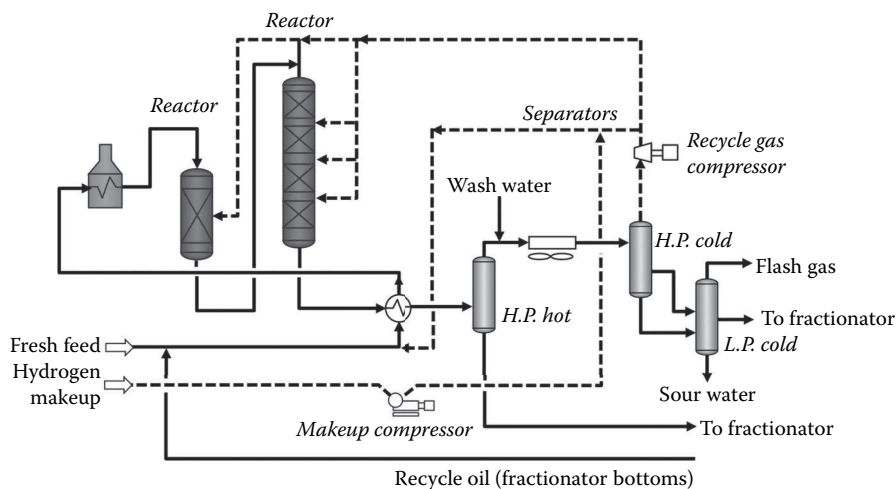 Reactor
Reactor
Separators
Recycle gas
compressor
Wash water
H.P. cold
Flash gas
H.P. hot
To fractionator
L.P. cold
Fresh feed
Hydrogen
makeup
Sour water
Makeup compressor
To fractionator
Recycle oil (fractionator bottoms)